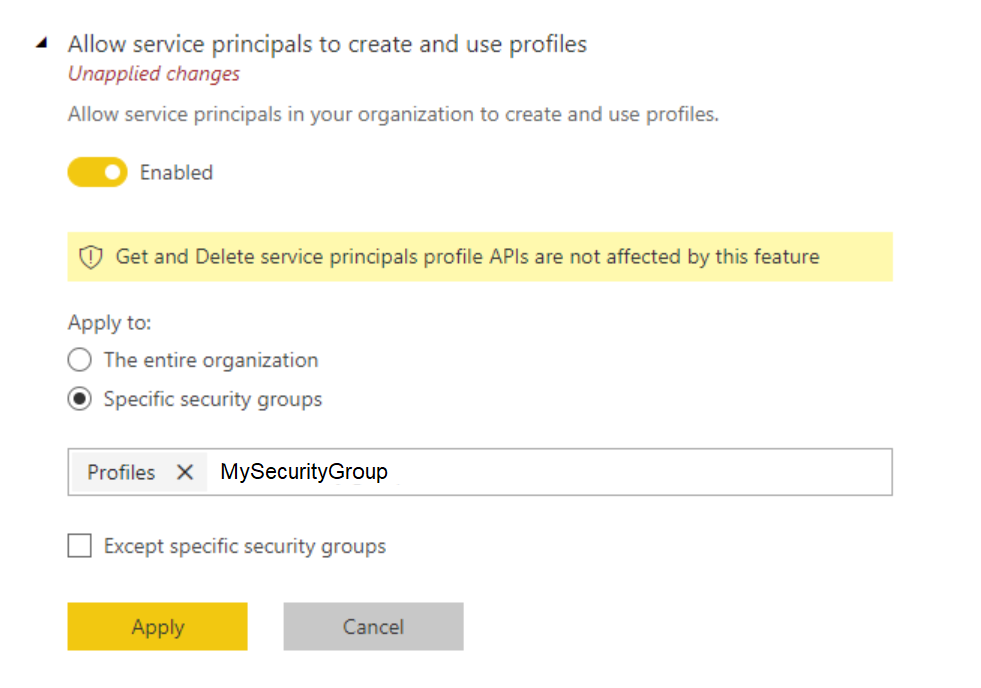 Allow service principals to create and use profiles
Unapplied changes
Allow service principals in your organization to create and use profiles.
Enabled
Get and Delete service principals profile APIs are not affected by this feature
Apply to:
The entire organization
Specific security groups
Profiles MySecurityGroup
Except specific security groups
Apply Cancel